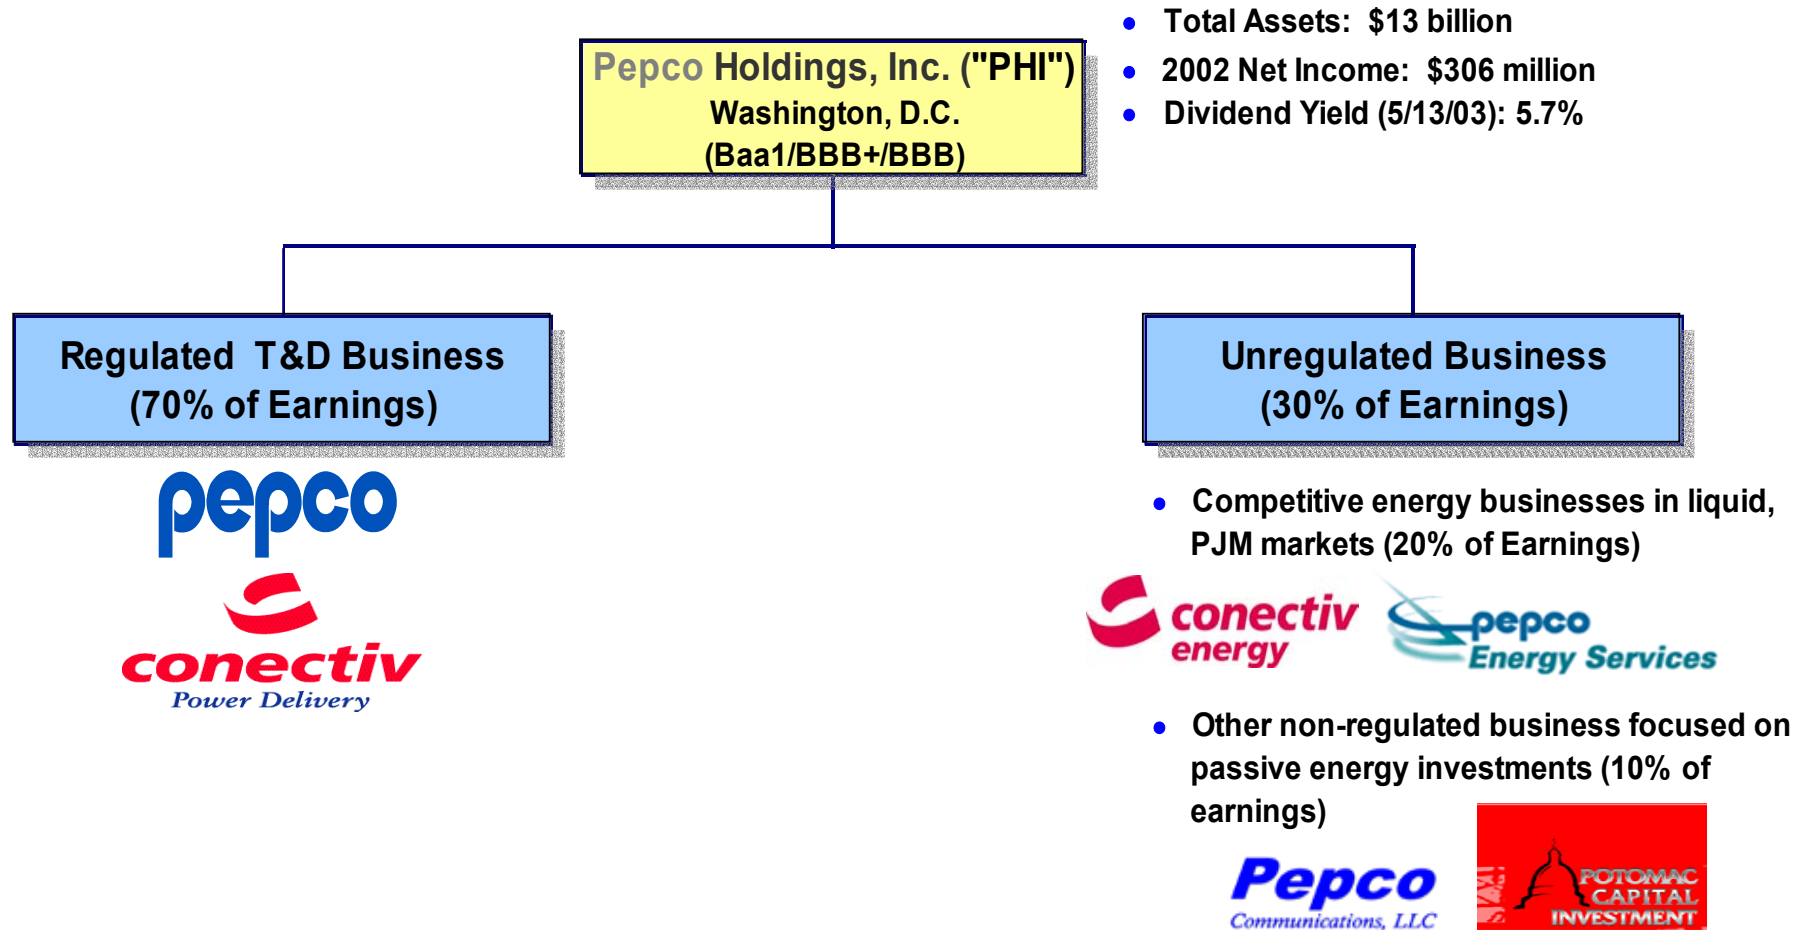 Pepco Holdings, Inc. ("PHI")
Washington, D.C.
(Baa1/BBB+/BBB)
● Total Assets: $13 billion
● 2002 Net Income: $306 million
● Dividend Yield (5/13/03): 5.7%
Regulated T&D Business
(70% of Earnings)
pepco
conectiv
Power Delivery
Unregulated Business
(30% of Earnings)
● Competitive energy businesses in liquid,
PJM markets (20% of Earnings)
conectiv
energy
pepco
Energy Services
● Other non-regulated business focused on
passive energy investments (10% of
earnings)
Pepco
Communications, LLC
POTOMAC
CAPITAL
INVESTMENT